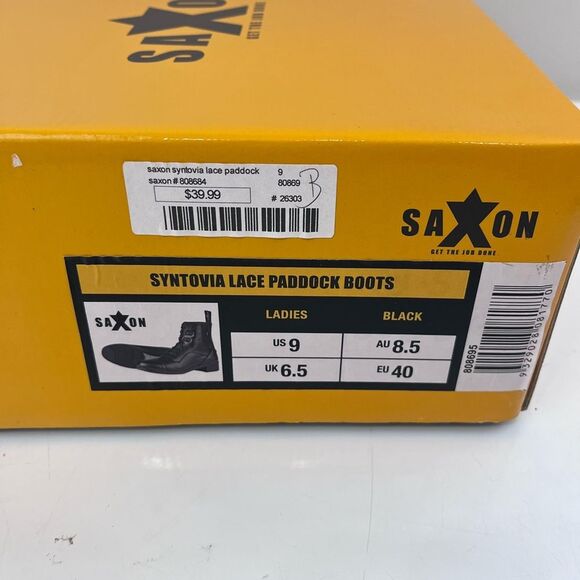 SAXON
GET THE JOB DONE
saxon syntovia lace paddock 9
saxon # 808684 80869
$39.99 # 26303
B
SAXON
GET THE JOB DONE
SYNTOVIA LACE PADDOCK BOOTS
SAXON
LADIES BLACK
US 9 AU 8.5
UK 6.5 EU 40
808695
9329028081770